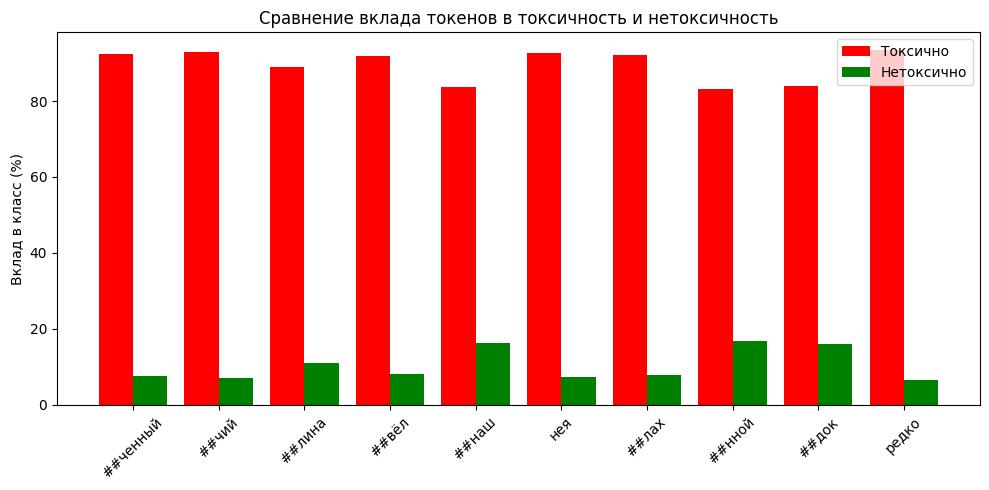 Сравнение вклада токенов в токсичность и нетоксичность
Токсично
Нетоксично
Вклад в класс (%)
80
60
40
20
0
##ченный
##чий
##лина
##вёл
##наш
нея
##лах
##нной
##док
редко